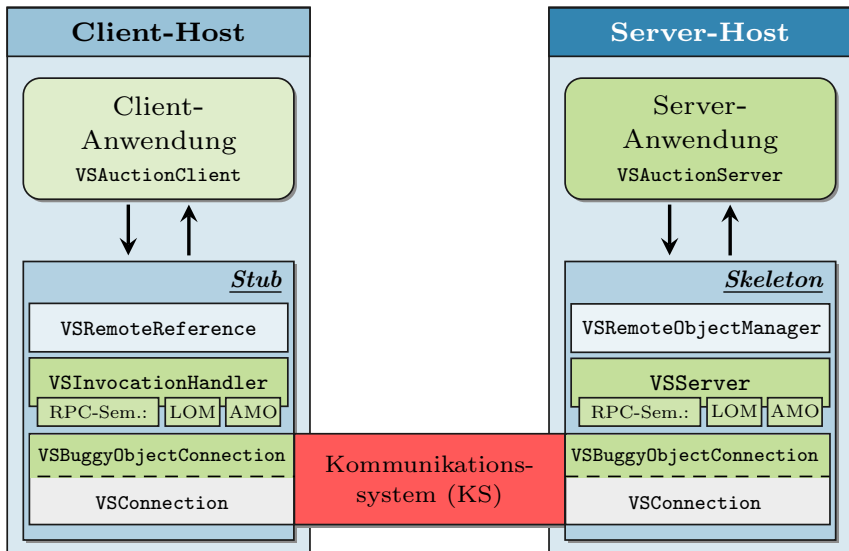 Client-Host
Client-
Anwendung
VSAuctionClient
Stub
VSRemoteReference
VSInvocationHandler
RPC-Sem.: LOM AMO
VSBuggyObjectConnection
VSConnection
Kommunikations-
system (KS)
Server-Host
Server-
Anwendung
VSAuctionServer
Skeleton
VSRemoteObjectManager
VSServer
RPC-Sem.: LOM AMO
VSBuggyObjectConnection
VSConnection